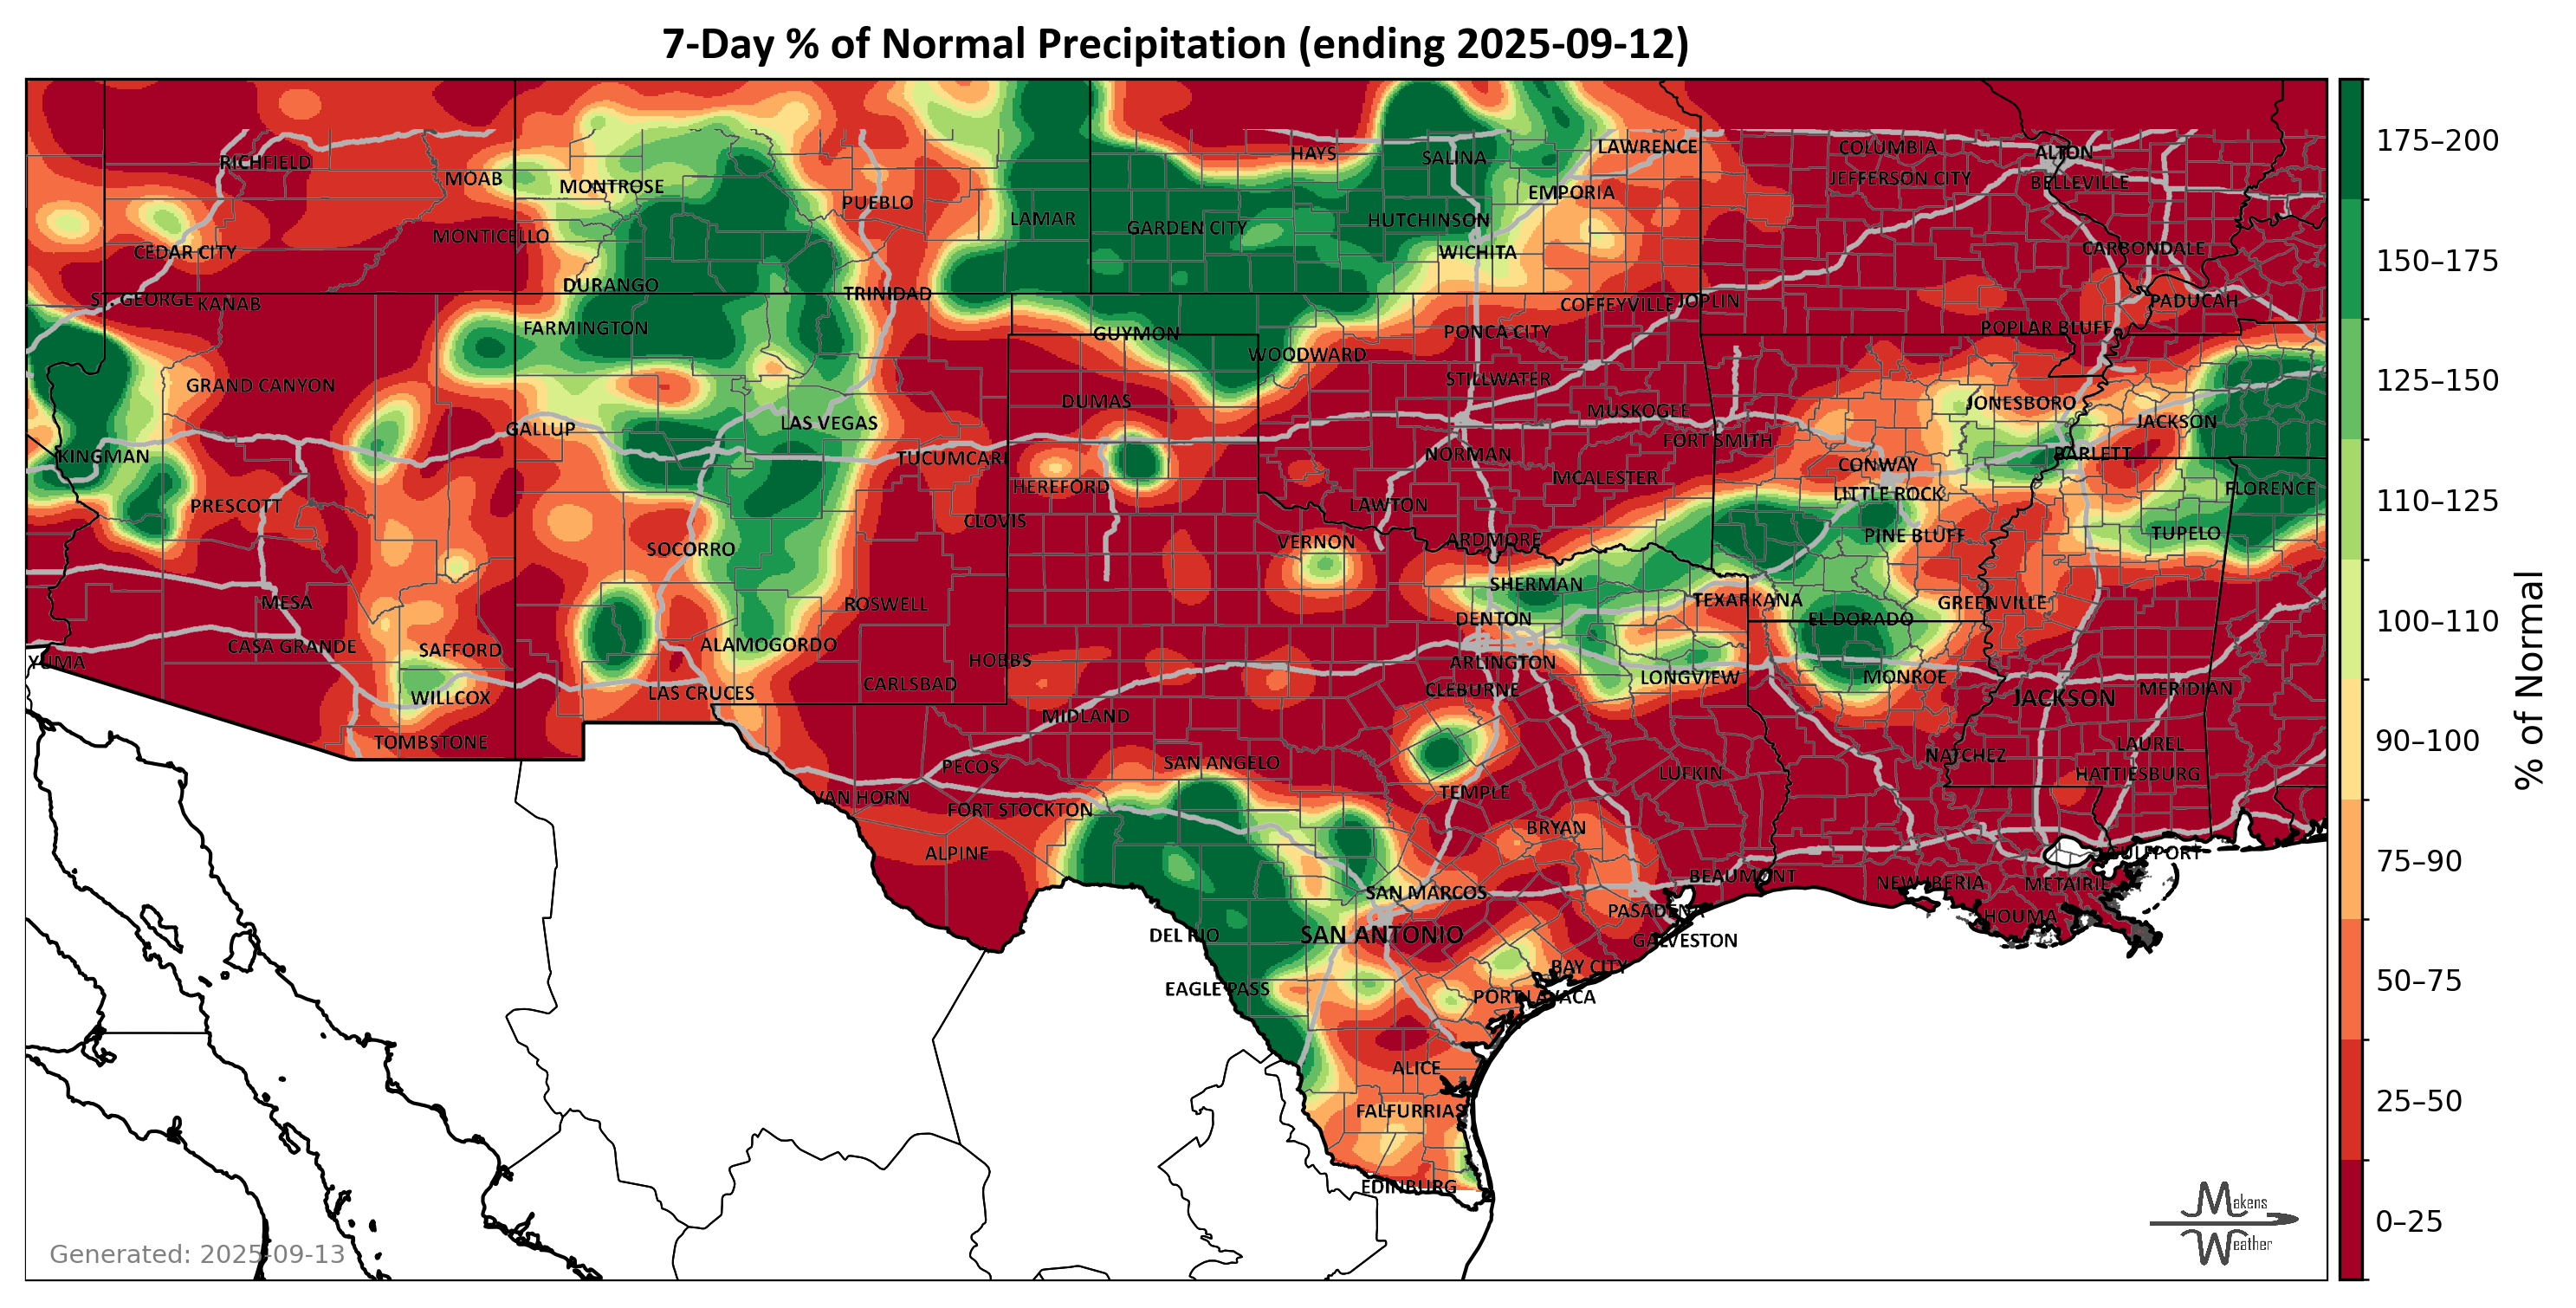 7-Day % of Normal Precipitation (ending 2025-09-12)
RICHFIELD
MOAB
MONTROSE
PUEBLO
LAMAR
HAYS
SALINA
LAWRENCE
COLUMBIA
ALTON
JEFFERSON CITY
BELLEVILLE
EMPORIA
GARDEN CITY
HUTCHINSON
MONTICELLO
CEDAR CITY
WICHITA
CARBONDALE
DURANGO
TRINIDAD
ST. GEORGE
KANAB
COFFEYVILLE
JOPLIN
PADUCAH
FARMINGTON
GUYMON
PONCA CITY
POPLAR BLUFF
WOODWARD
GRAND CANYON
STILLWATER
DUMAS
MUSKOGEE
JONESBORO
JACKSON
LAS VEGAS
GALLUP
FORT SMITH
KINGMAN
TUCUMCARI
NORMAN
BARLETT
CONWAY
HEREFORD
MCALESTER
LITTLE ROCK
FLORENCE
PRESCOTT
LAWTON
CLOVIS
PINE BLUFF
TUPELO
SOCORRO
VERNON
ARDMORE
SHERMAN
MESA
ROSWELL
TEXARKANA
GREENVILLE
DENTON
EL DORADO
CASA GRANDE
SAFFORD
ALAMOGORDO
YUMA
HOBBS
ARLINGTON
LONGVIEW
MONROE
CARLSBAD
CLEBURNE
WILLCOX
LAS CRUCES
JACKSON
MERIDIAN
MIDLAND
TOMBSTONE
LAUREL
NATCHEZ
PECOS
SAN ANGELO
LUFKIN
HATTIESBURG
TEMPLE
VAN HORN
FORT STOCKTON
BRYAN
ALPINE
GULFPORT
BEAUMONT
NEW IBERIA
METAIRIE
SAN MARCOS
PASADENA
HOUMA
DEL RIO
SAN ANTONIO
GALVESTON
BAY CITY
EAGLE PASS
PORT LAVACA
ALICE
FALFURRIAS
EDINBURG
Generated: 2025-09-13
Makens
Weather
175–200
150–175
125–150
110–125
100–110
90–100
75–90
50–75
25–50
0–25
% of Normal